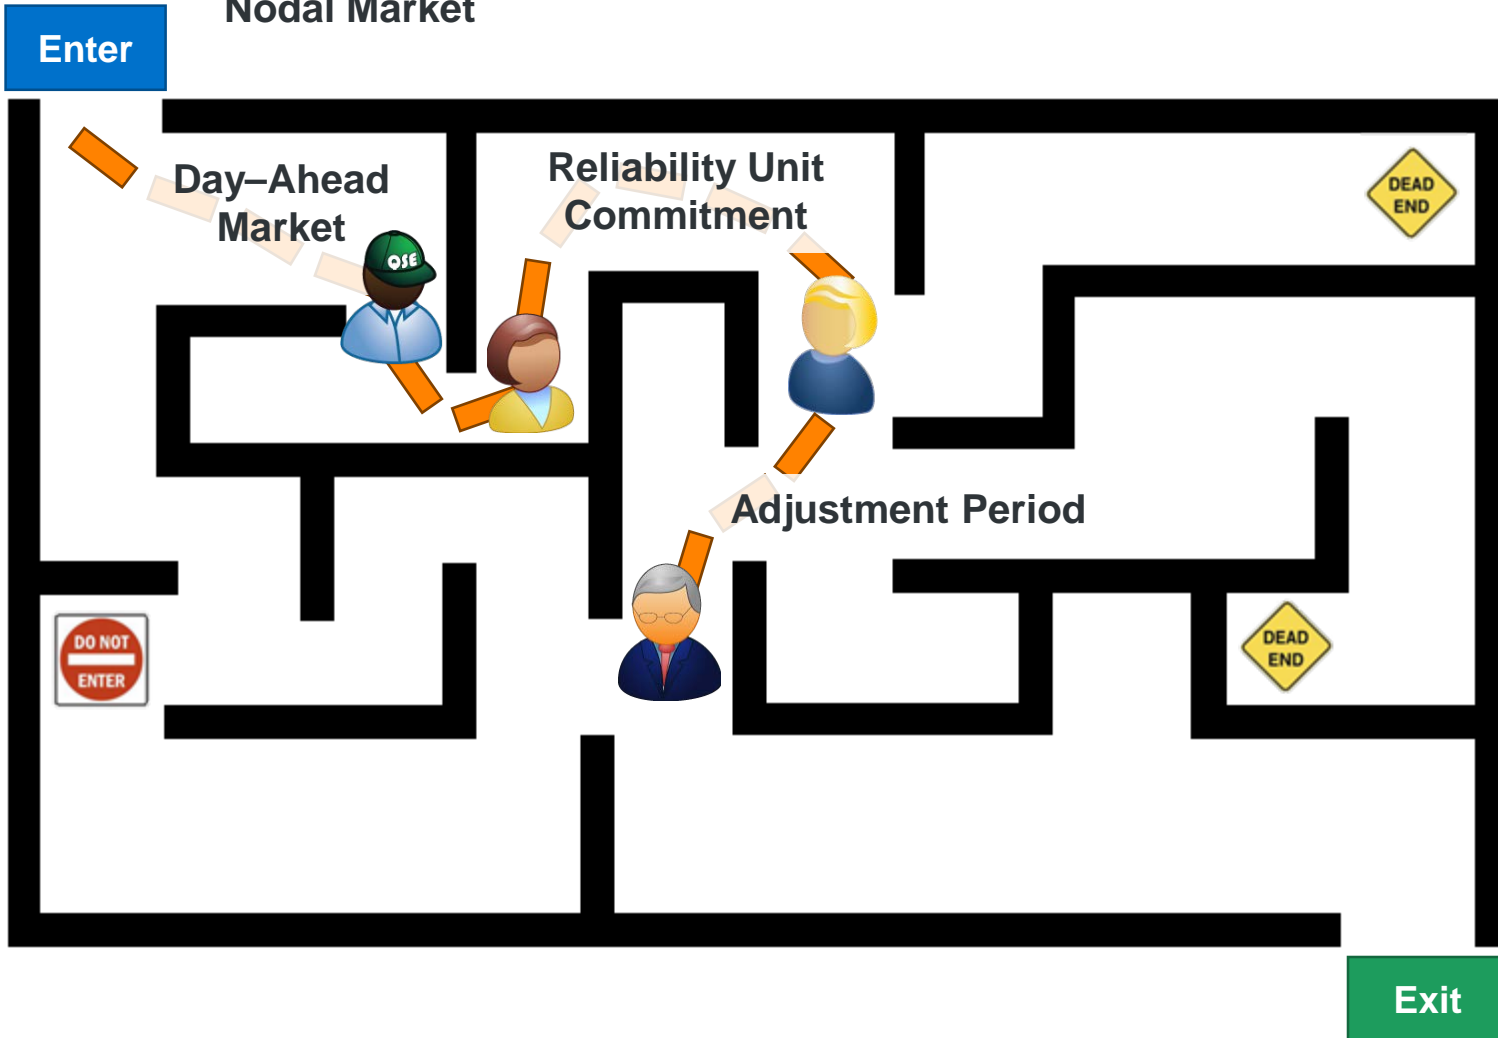 Nodal Market
Enter
Day–Ahead
Market
Reliability Unit
Commitment
DEAD
END
QSE
Adjustment Period
DO NOT
ENTER
DEAD
END
Exit